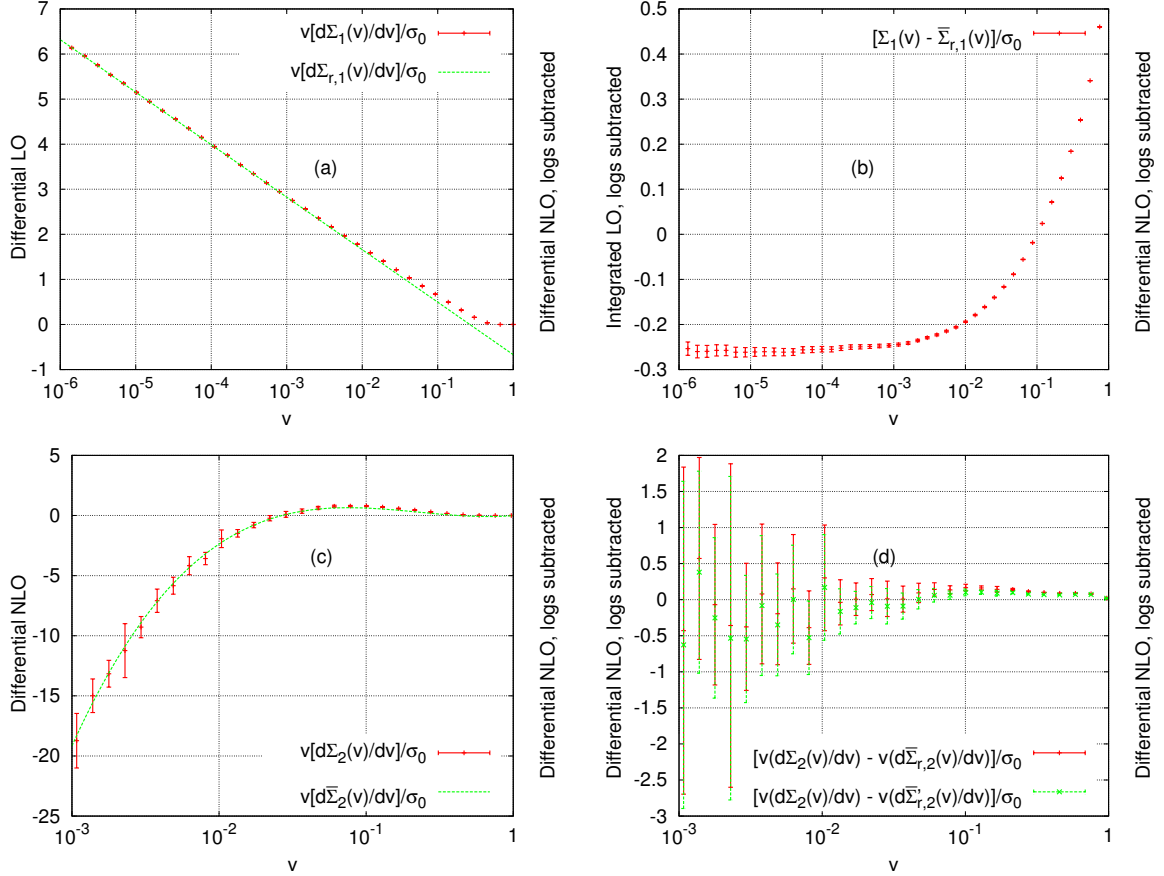 7
6
5
4
3
2
1
0
-1
Differential LO
v[dΣ₁(v)/dv]/σ₀
v[dΣr,1(v)/dv]/σ₀
(a)
10⁻⁶ 10⁻⁵ 10⁻⁴ 10⁻³ 10⁻² 10⁻¹ 1
v
Differential NLO, logs subtracted
0.5
0.4
0.3
0.2
0.1
0
-0.1
-0.2
-0.3
Integrated LO, logs subtracted
[Σ₁(v) - Σ̅r,1(v)]/σ₀
(b)
10⁻⁶ 10⁻⁵ 10⁻⁴ 10⁻³ 10⁻² 10⁻¹ 1
v
Differential NLO, logs subtracted
5
0
-5
-10
-15
-20
-25
Differential NLO
(c)
v[dΣ₂(v)/dv]/σ₀
v[dΣ̅₂(v)/dv]/σ₀
10⁻³ 10⁻² 10⁻¹ 1
v
Differential NLO, logs subtracted
2
1.5
1
0.5
0
-0.5
-1
-1.5
-2
-2.5
-3
(d)
[v(dΣ₂(v)/dv) - v(dΣ̅r,2(v)/dv)]/σ₀
[v(dΣ₂(v)/dv) - v(dΣ̅r,2(v)/dv)]/σ₀
10⁻³ 10⁻² 10⁻¹ 1
v
Differential NLO, logs subtracted